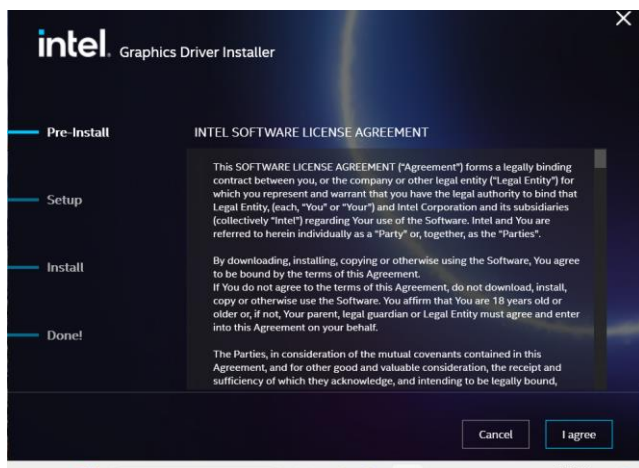 intel. Graphics Driver Installer
Pre-Install
Setup
Install
Done!
INTEL SOFTWARE LICENSE AGREEMENT
This SOFTWARE LICENSE AGREEMENT ("Agreement") forms a legally binding
contract between you, or the company or other legal entity ("Legal Entity") for
which you represent and warrant that you have the legal authority to bind that
Legal Entity, (each, "You" or "Your") and Intel Corporation and its subsidiaries
(collectively "Intel") regarding Your use of the Software. Intel and You are
referred to herein individually as a "Party" or, together, as the "Parties".
By downloading, installing, copying or otherwise using the Software, You agree
to be bound by the terms of this Agreement.
If You do not agree to the terms of this Agreement, do not download, install,
copy or otherwise use the Software. You affirm that You are 18 years old or
older or, if not, Your parent, legal guardian or Legal Entity must agree and enter
into this Agreement on your behalf.
The Parties, in consideration of the mutual covenants contained in this
Agreement, and for other good and valuable consideration, the receipt and
sufficiency of which they acknowledge, and intending to be legally bound,
Cancel
I agree